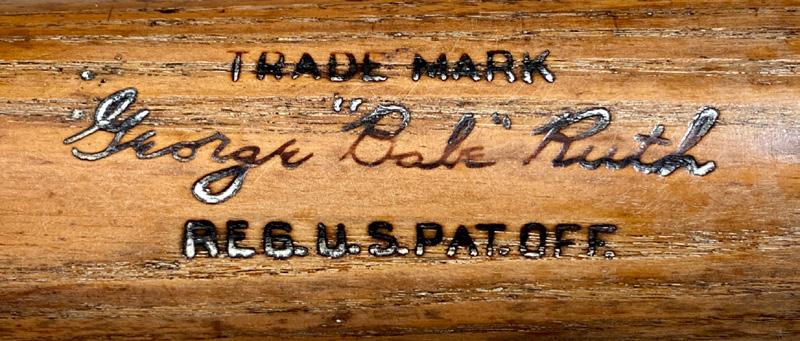 TRADE MARK
George "Babe" Ruth
REG. U.S. PAT. OFF.